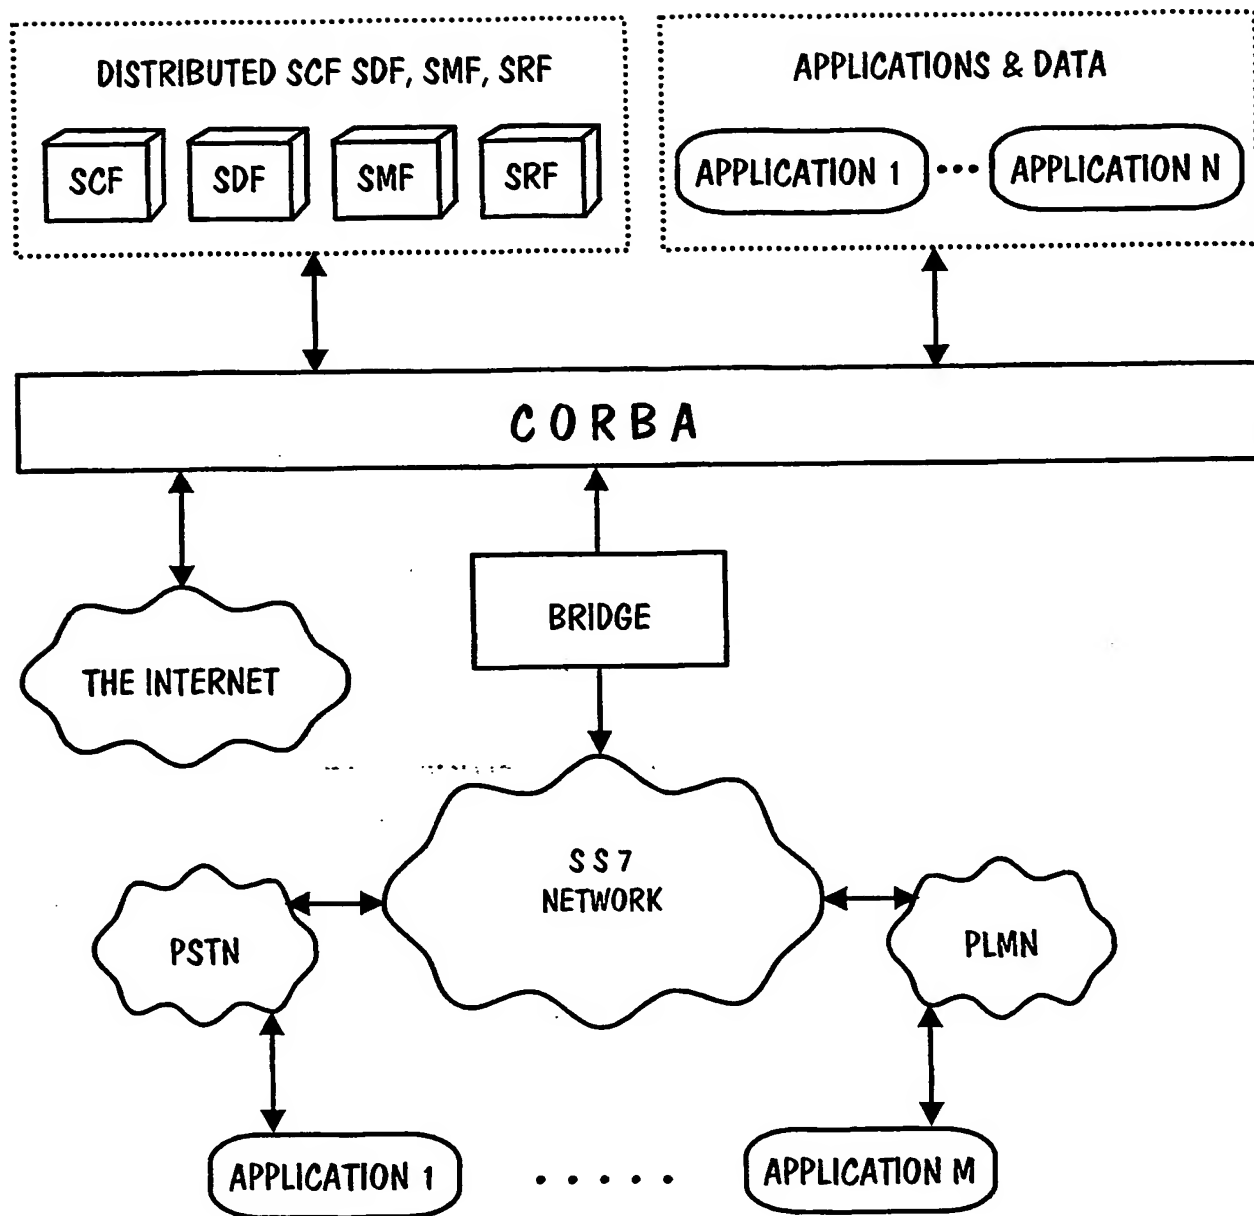 DISTRIBUTED SCF SDF, SMF, SRF
SCF
SDF
SMF
SRF
APPLICATIONS & DATA
APPLICATION 1 ••• APPLICATION N
CORBA
BRIDGE
THE INTERNET
SS7
NETWORK
PSTN
PLMN
APPLICATION 1 ..... APPLICATION M